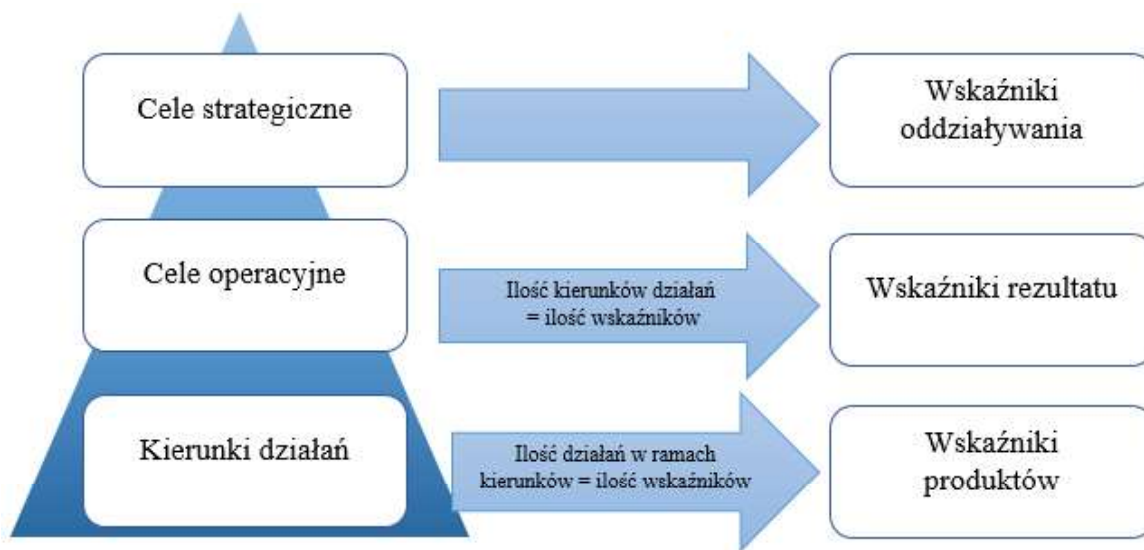 Cele strategiczne
Wskaźniki
oddziaływania
Cele operacyjne
Ilość kierunków działań
= ilość wskaźników
Wskaźniki rezultatu
Kierunki działań
Ilość działań w ramach
kierunków = ilość wskaźników
Wskaźniki
produktów